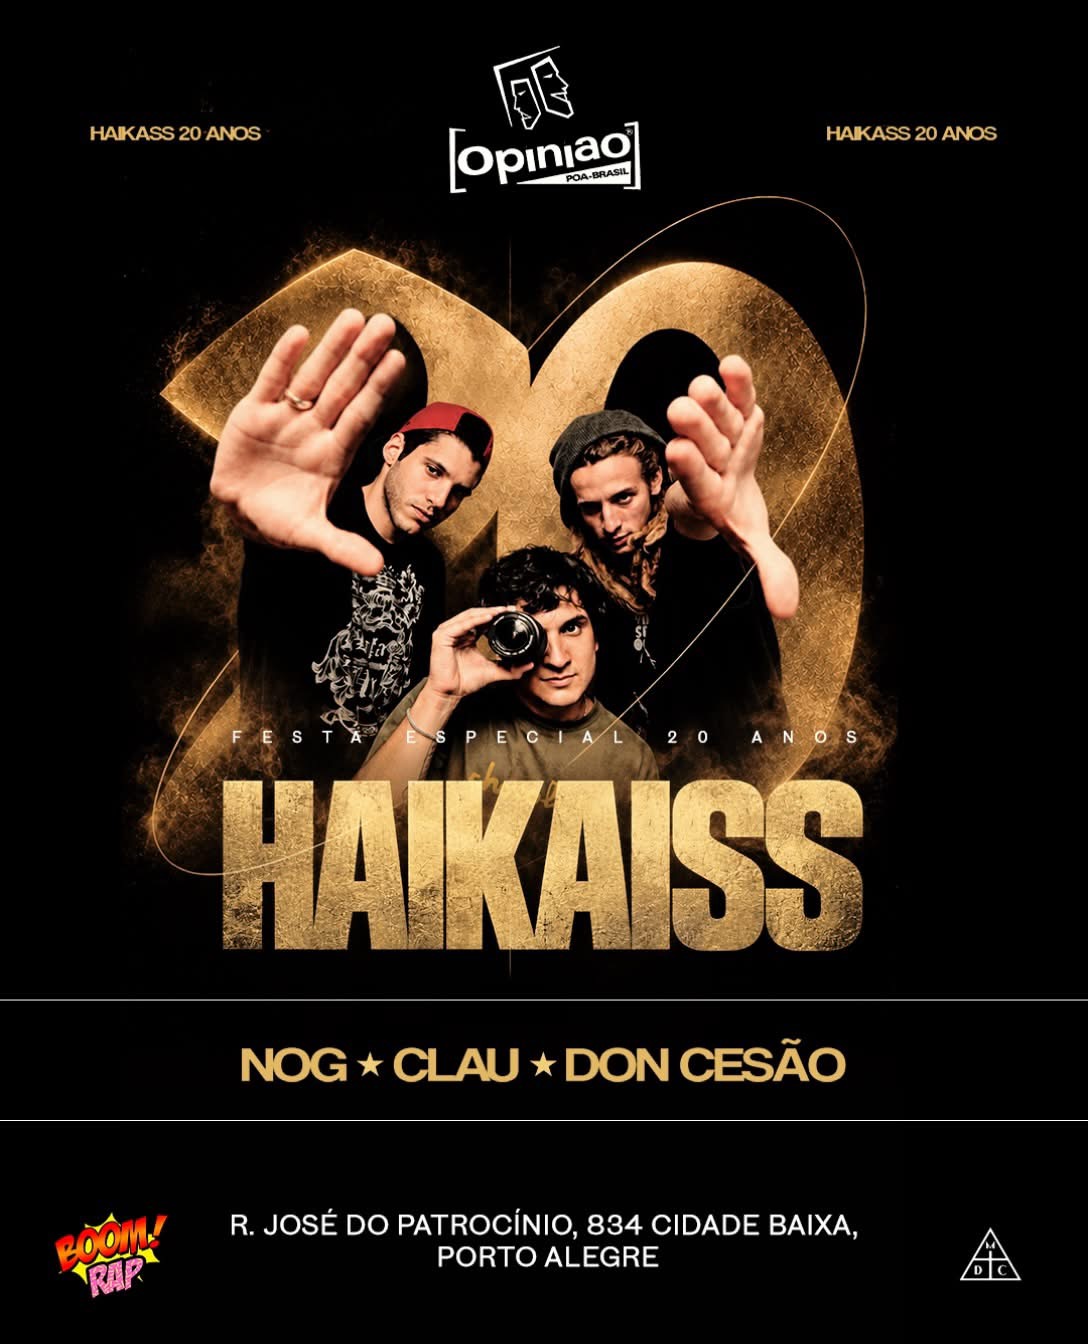 HAIKASS 20 ANOS
HAIKASS 20 ANOS
[Opinião®]
POA-BRASIL
FESTA ESPECIAL 20 ANOS
HAIKAISS
NOG ★ CLAU ★ DON CESÃO
BOOM!
RAP
R. JOSÉ DO PATROCÍNIO, 834 CIDADE BAIXA,
PORTO ALEGRE
M
D C